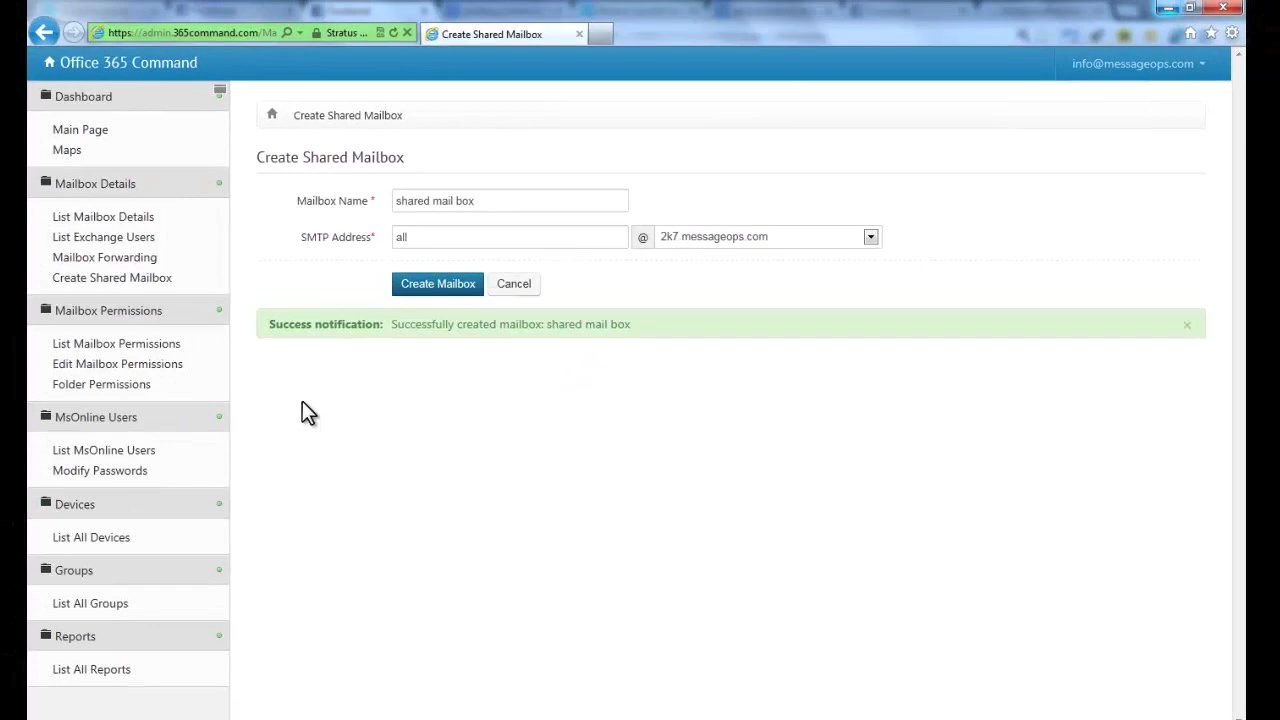 https://admin.365command.com/Ma
Stratus ...
Create Shared Mailbox
Office 365 Command
info@messageops.com
Dashboard
Main Page
Maps
Mailbox Details
List Mailbox Details
List Exchange Users
Mailbox Forwarding
Create Shared Mailbox
Mailbox Permissions
List Mailbox Permissions
Edit Mailbox Permissions
Folder Permissions
MsOnline Users
List MsOnline Users
Modify Passwords
Devices
List All Devices
Groups
List All Groups
Reports
List All Reports
Create Shared Mailbox
Create Shared Mailbox
Mailbox Name * shared mail box
SMTP Address* all @ 2k7 messageops.com
Create Mailbox Cancel
Success notification: Successfully created mailbox: shared mail box ×